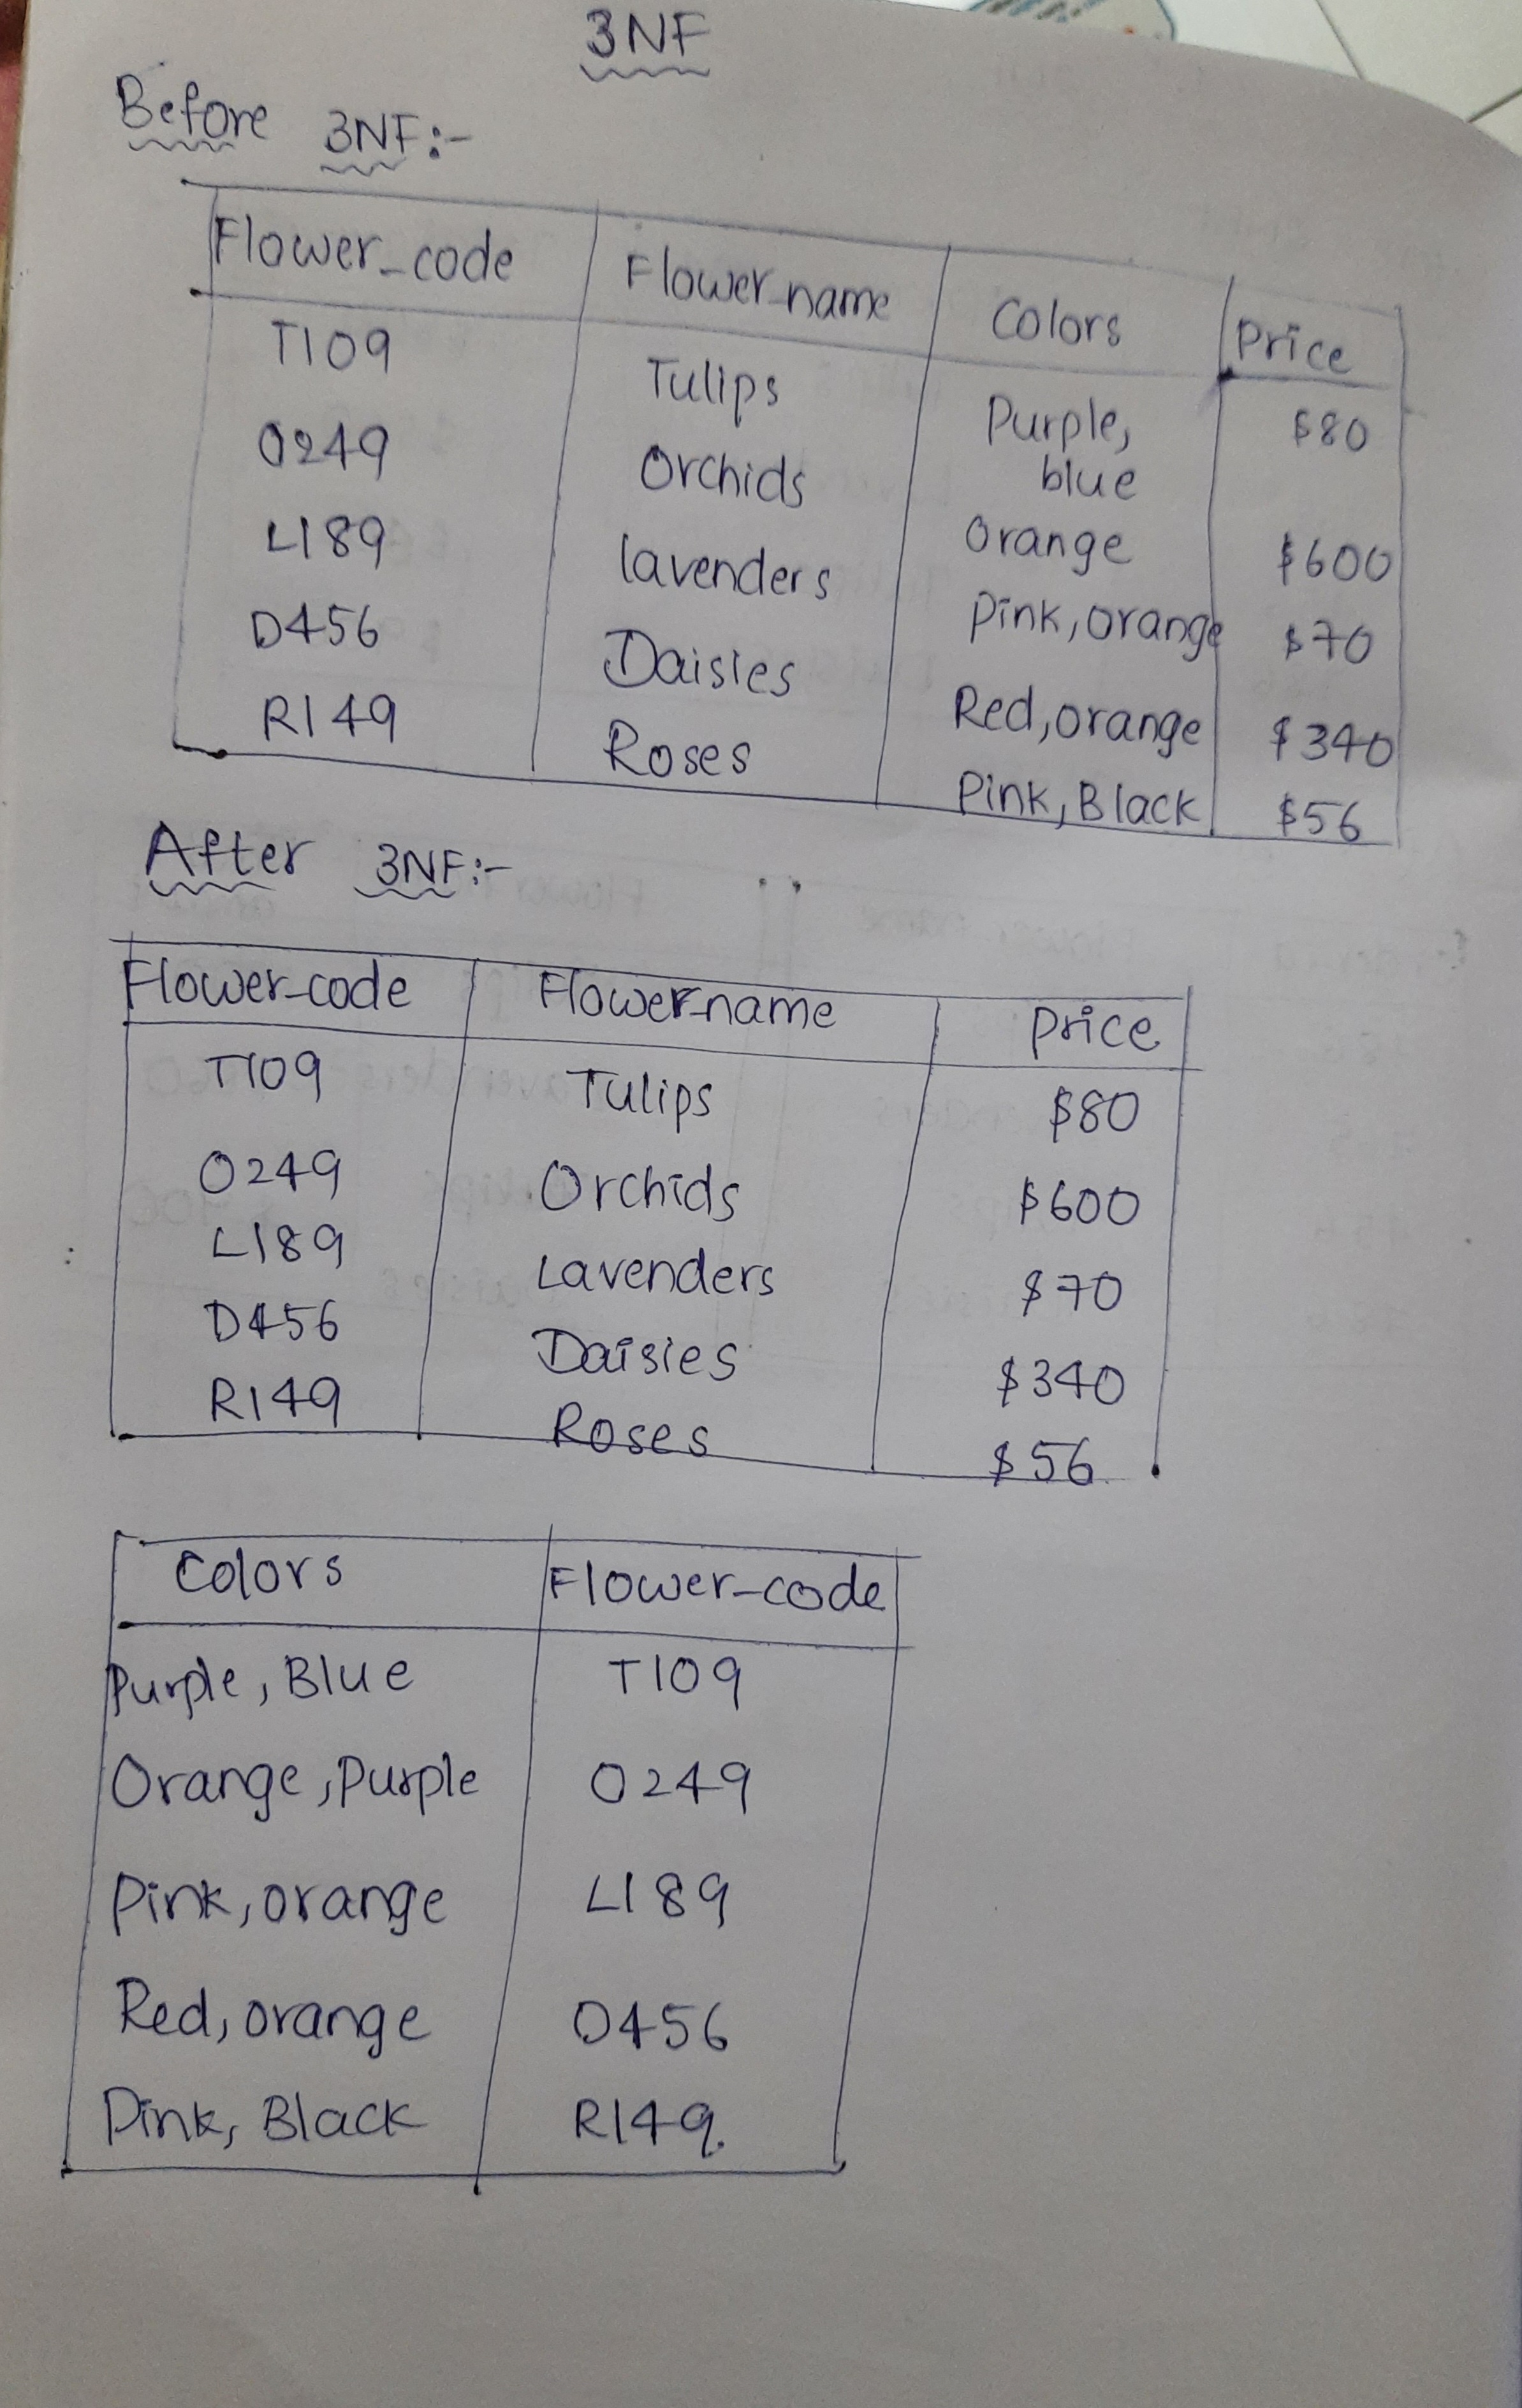 3NF
Before 3NF:-
Flower_code Flower_name Colors Price
T109 Tulips Purple, $80
blue
O249 Orchids Orange $600
L189 lavenders Pink, orange $70
D456 Daisies Red, orange $340
R149 Roses Pink, Black $56
After 3NF:-
Flower_code Flower_name Price
T109 Tulips $80
O249 Orchids $600
L189 Lavenders $70
D456 Daisies $340
R149 Roses $56
Colors Flower_code
Purple, Blue T109
Orange, Purple O249
Pink, orange L189
Red, orange D456
Pink, Black R149.